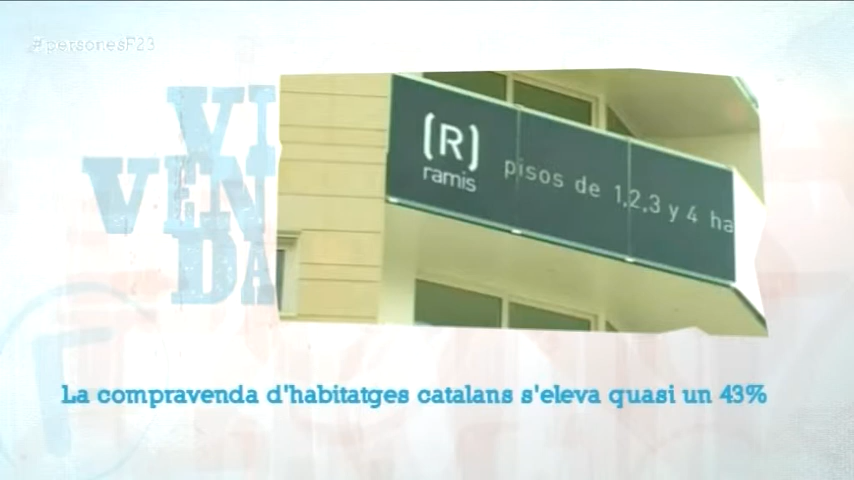 #personesF23
VI
VEN
DA
(R)
ramis
pisos de 1,2,3 y 4 ha
La compravenda d'habitatges catalans s'eleva quasi un 43%